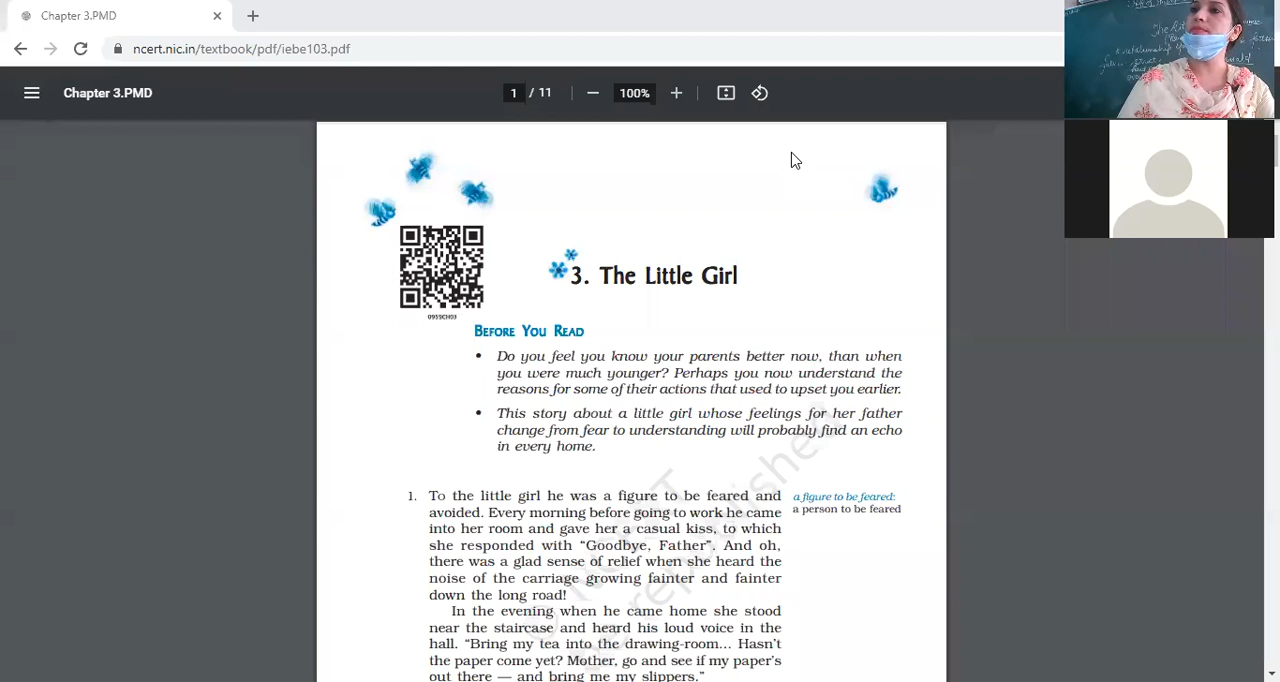 Chapter 3.PMD
ncert.nic.in/textbook/pdf/iebe103.pdf
Chapter 3.PMD
1 / 11
100%
0959CH03
3. The Little Girl
BEFORE YOU READ
• Do you feel you know your parents better now, than when
you were much younger? Perhaps you now understand the
reasons for some of their actions that used to upset you earlier.
• This story about a little girl whose feelings for her father
change from fear to understanding will probably find an echo
in every home.
1. To the little girl he was a figure to be feared and
avoided. Every morning before going to work he came
into her room and gave her a casual kiss, to which
she responded with “Goodbye, Father”. And oh,
there was a glad sense of relief when she heard the
noise of the carriage growing fainter and fainter
down the long road!
a figure to be feared:
a person to be feared
In the evening when he came home she stood
near the staircase and heard his loud voice in the
hall. “Bring my tea into the drawing-room... Hasn’t
the paper come yet? Mother, go and see if my paper’s
out there — and bring me my slippers.”
© NCERT
republished